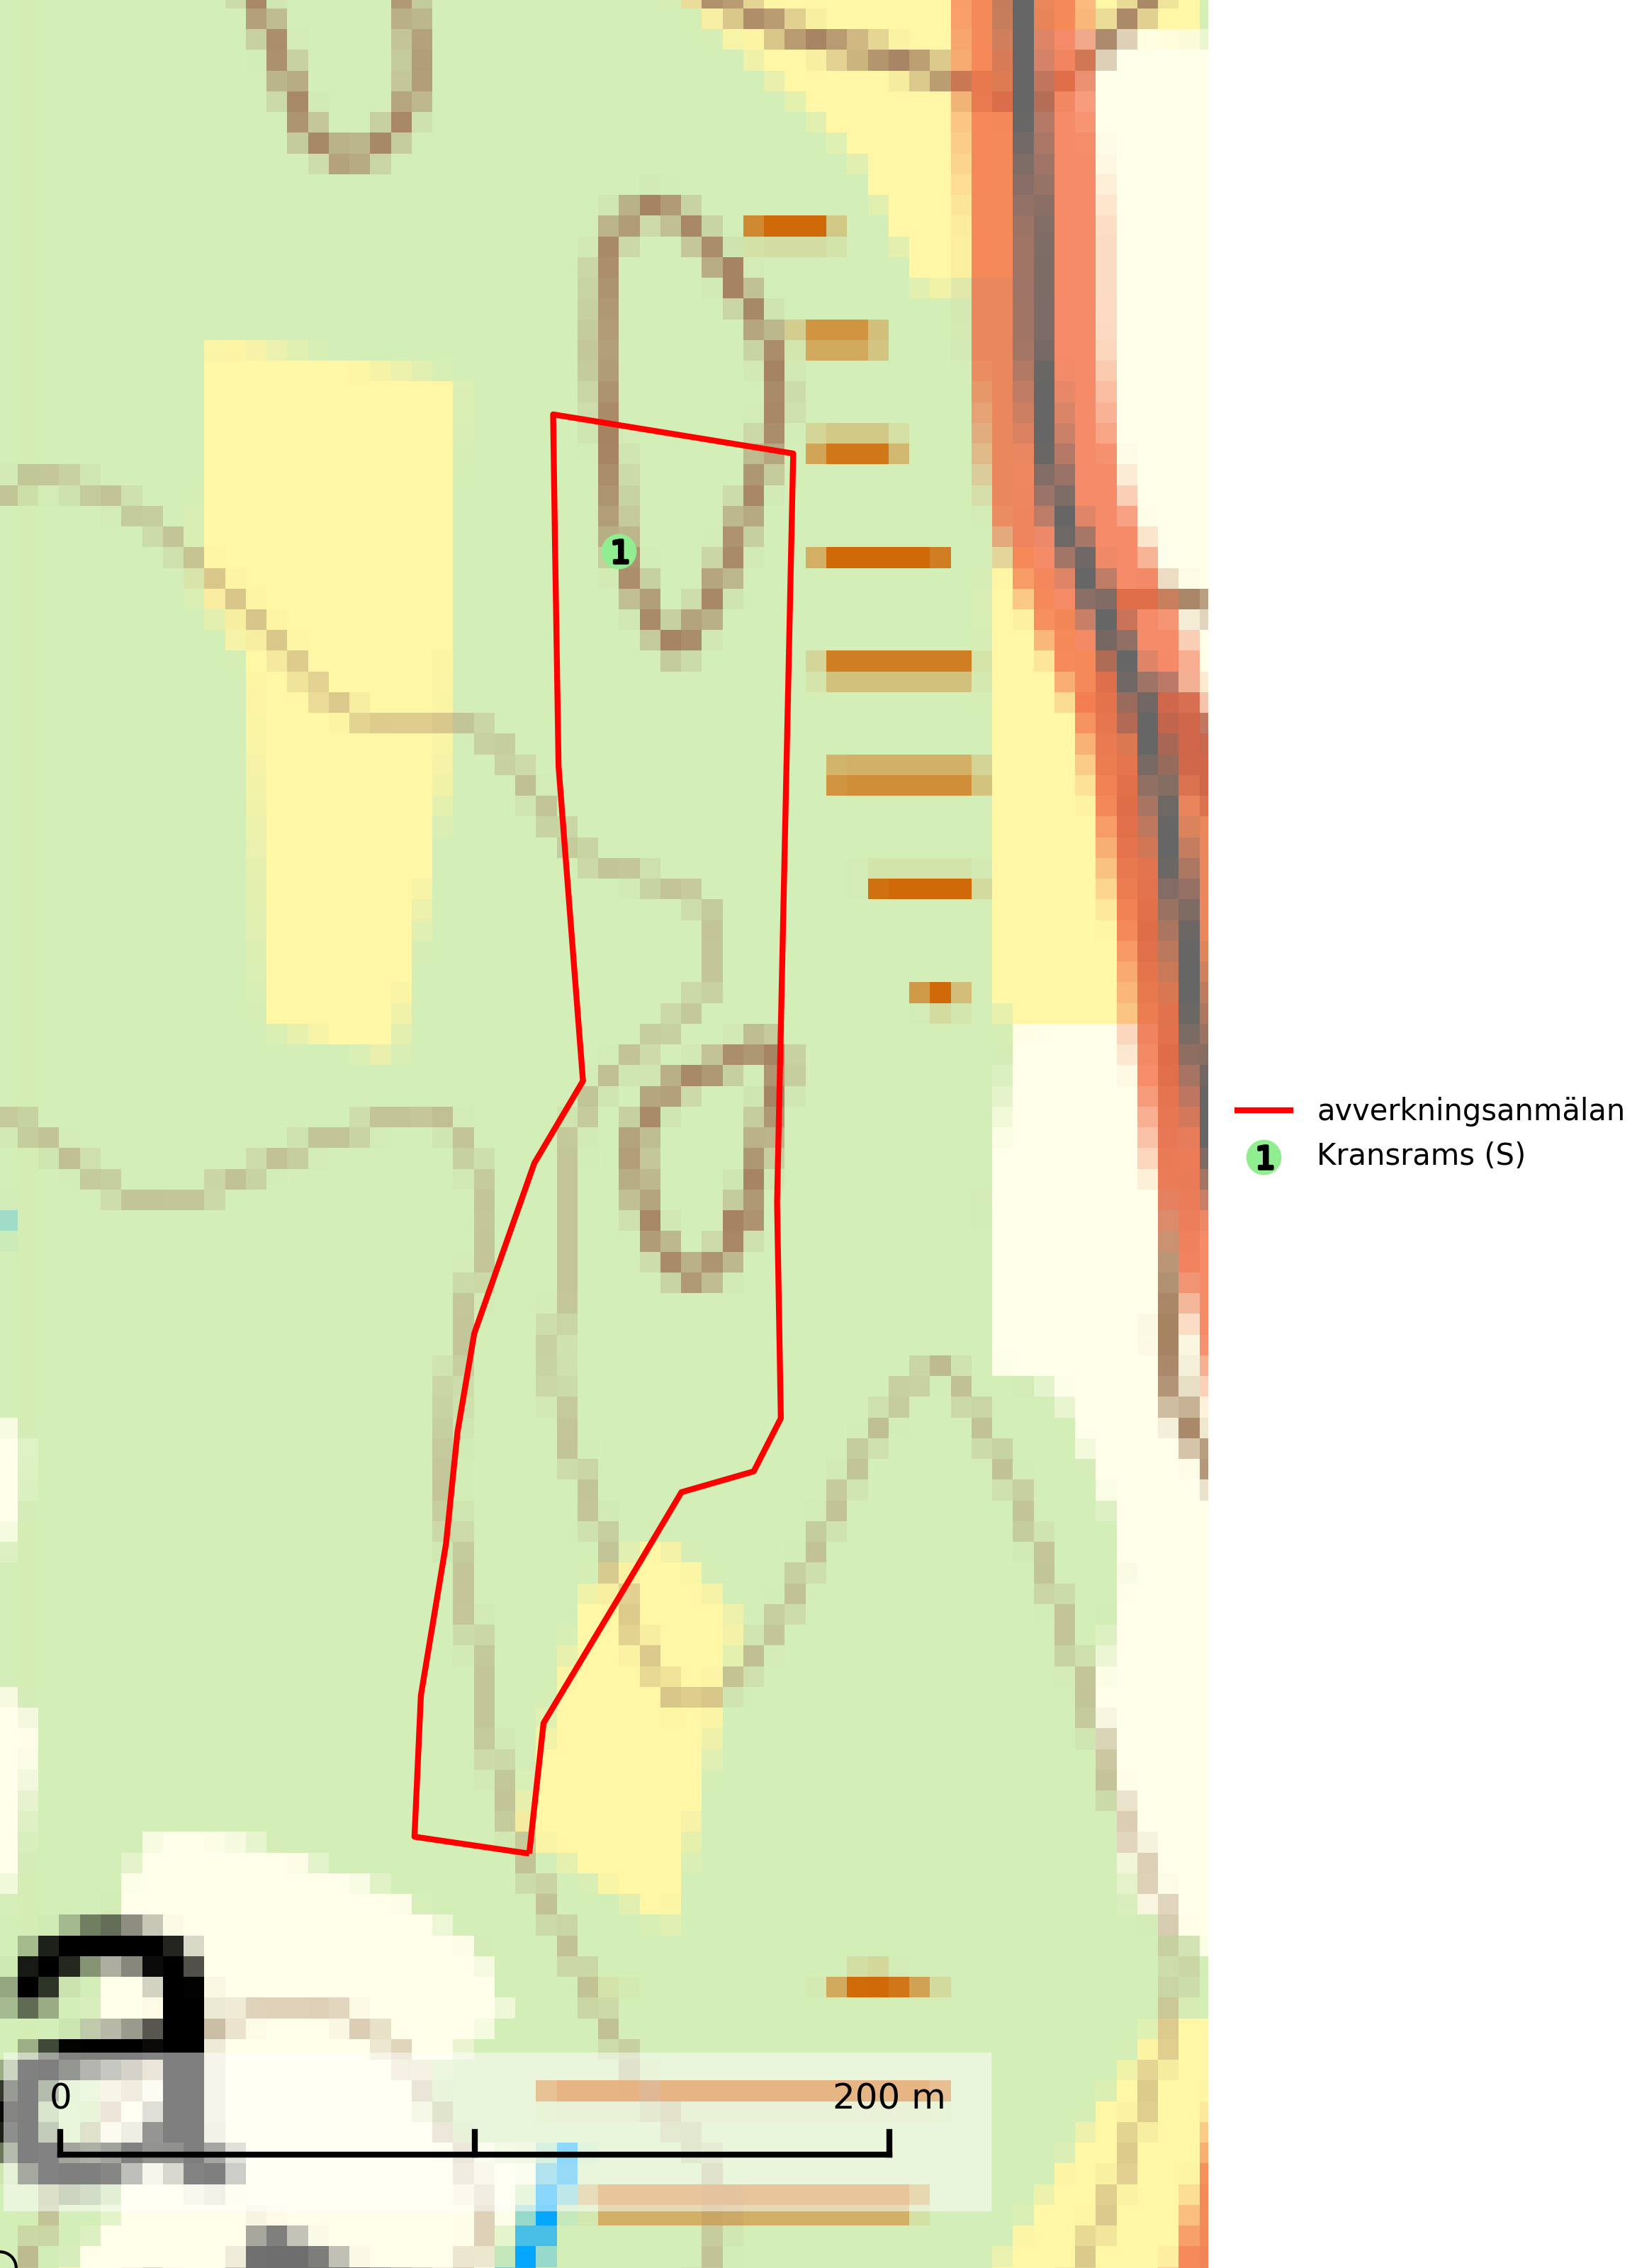 1
avverkningsanmälan
1 Kransrams (S)
a
0 200 m